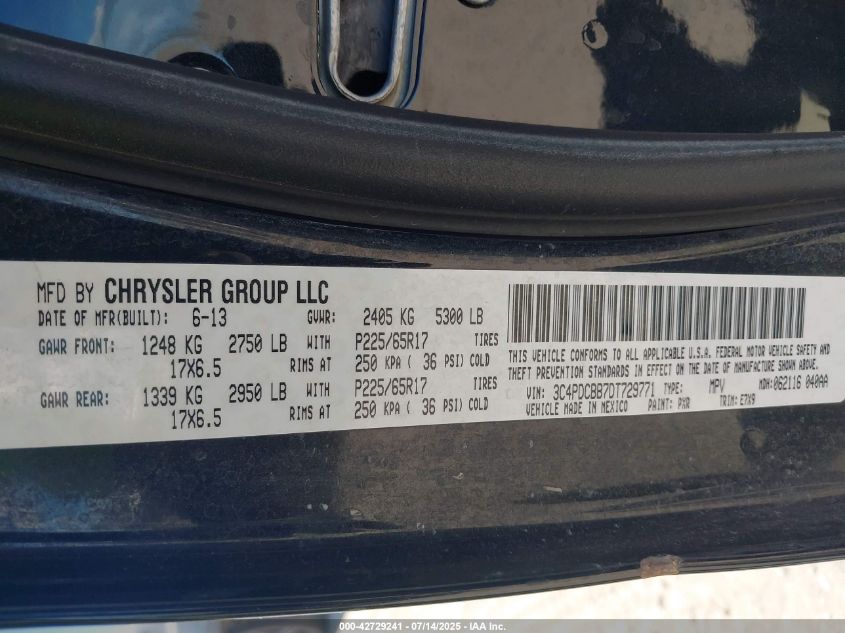 MFD BY CHRYSLER GROUP LLC
DATE OF MFR(BUILT): 6-13 GVWR: 2405 KG 5300 LB
GAWR FRONT: 1248 KG 2750 LB WITH P225/65R17 TIRES
17X6.5 RIMS AT 250 KPA ( 36 PSI) COLD
GAWR REAR: 1339 KG 2950 LB WITH P225/65R17 TIRES
17X6.5 RIMS AT 250 KPA ( 36 PSI) COLD
THIS VEHICLE CONFORMS TO ALL APPLICABLE U.S.A. FEDERAL MOTOR VEHICLE SAFETY AND
THEFT PREVENTION STANDARDS IN EFFECT ON THE DATE OF MANUFACTURE SHOWN ABOVE.
VIN: 3C4PDCBB7DT729771 TYPE: MPV MDH: 062116 040AA
VEHICLE MADE IN MEXICO PAINT: PXR TRIM: E7X9
000-42729241 - 07/14/2025 - IAA Inc.